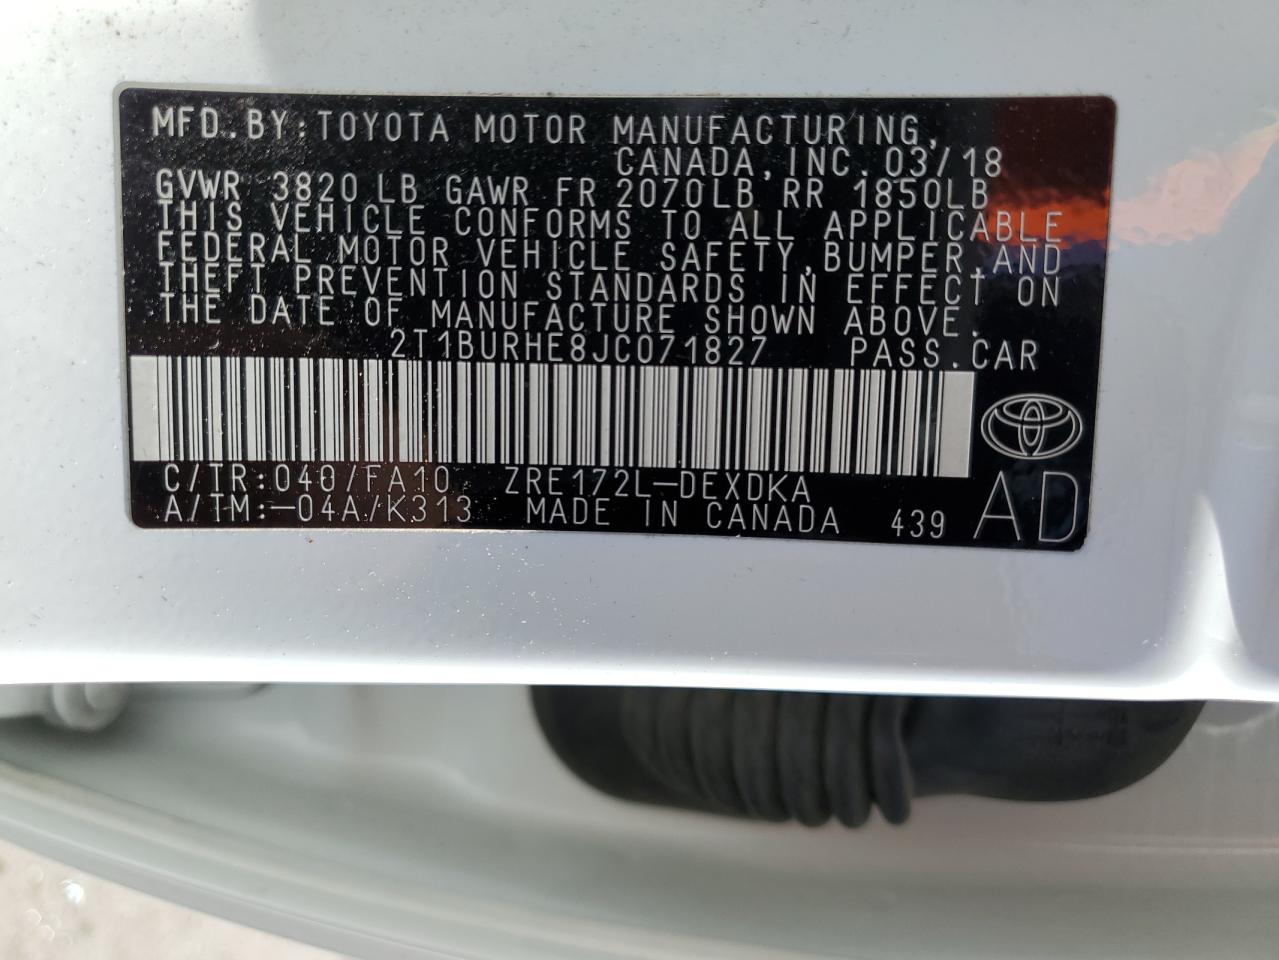 MFD. BY: TOYOTA MOTOR MANUFACTURING,
CANADA, INC. 03/18
GVWR 3820 LB GAWR FR 2070LB RR 1850LB
THIS VEHICLE CONFORMS TO ALL APPLICABLE
FEDERAL MOTOR VEHICLE SAFETY, BUMPER, AND
THEFT PREVENTION STANDARDS IN EFFECT ON
THE DATE OF MANUFACTURE SHOWN ABOVE.
2T1BURHE8JC071827 PASS.CAR
C/TR:040/FA10 ZRE172L-DEXDKA
A/TM:-04A/K313 MADE IN CANADA 439 AD